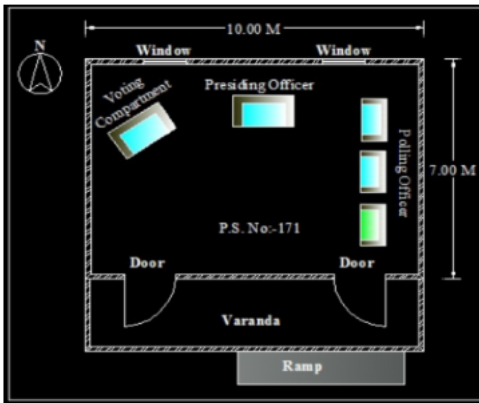 10.00 M
N
Window
Window
Voting
Compartment
Presiding Officer
Polling Officer
7.00 M
P.S. No:-171
Door
Door
Varanda
Ramp